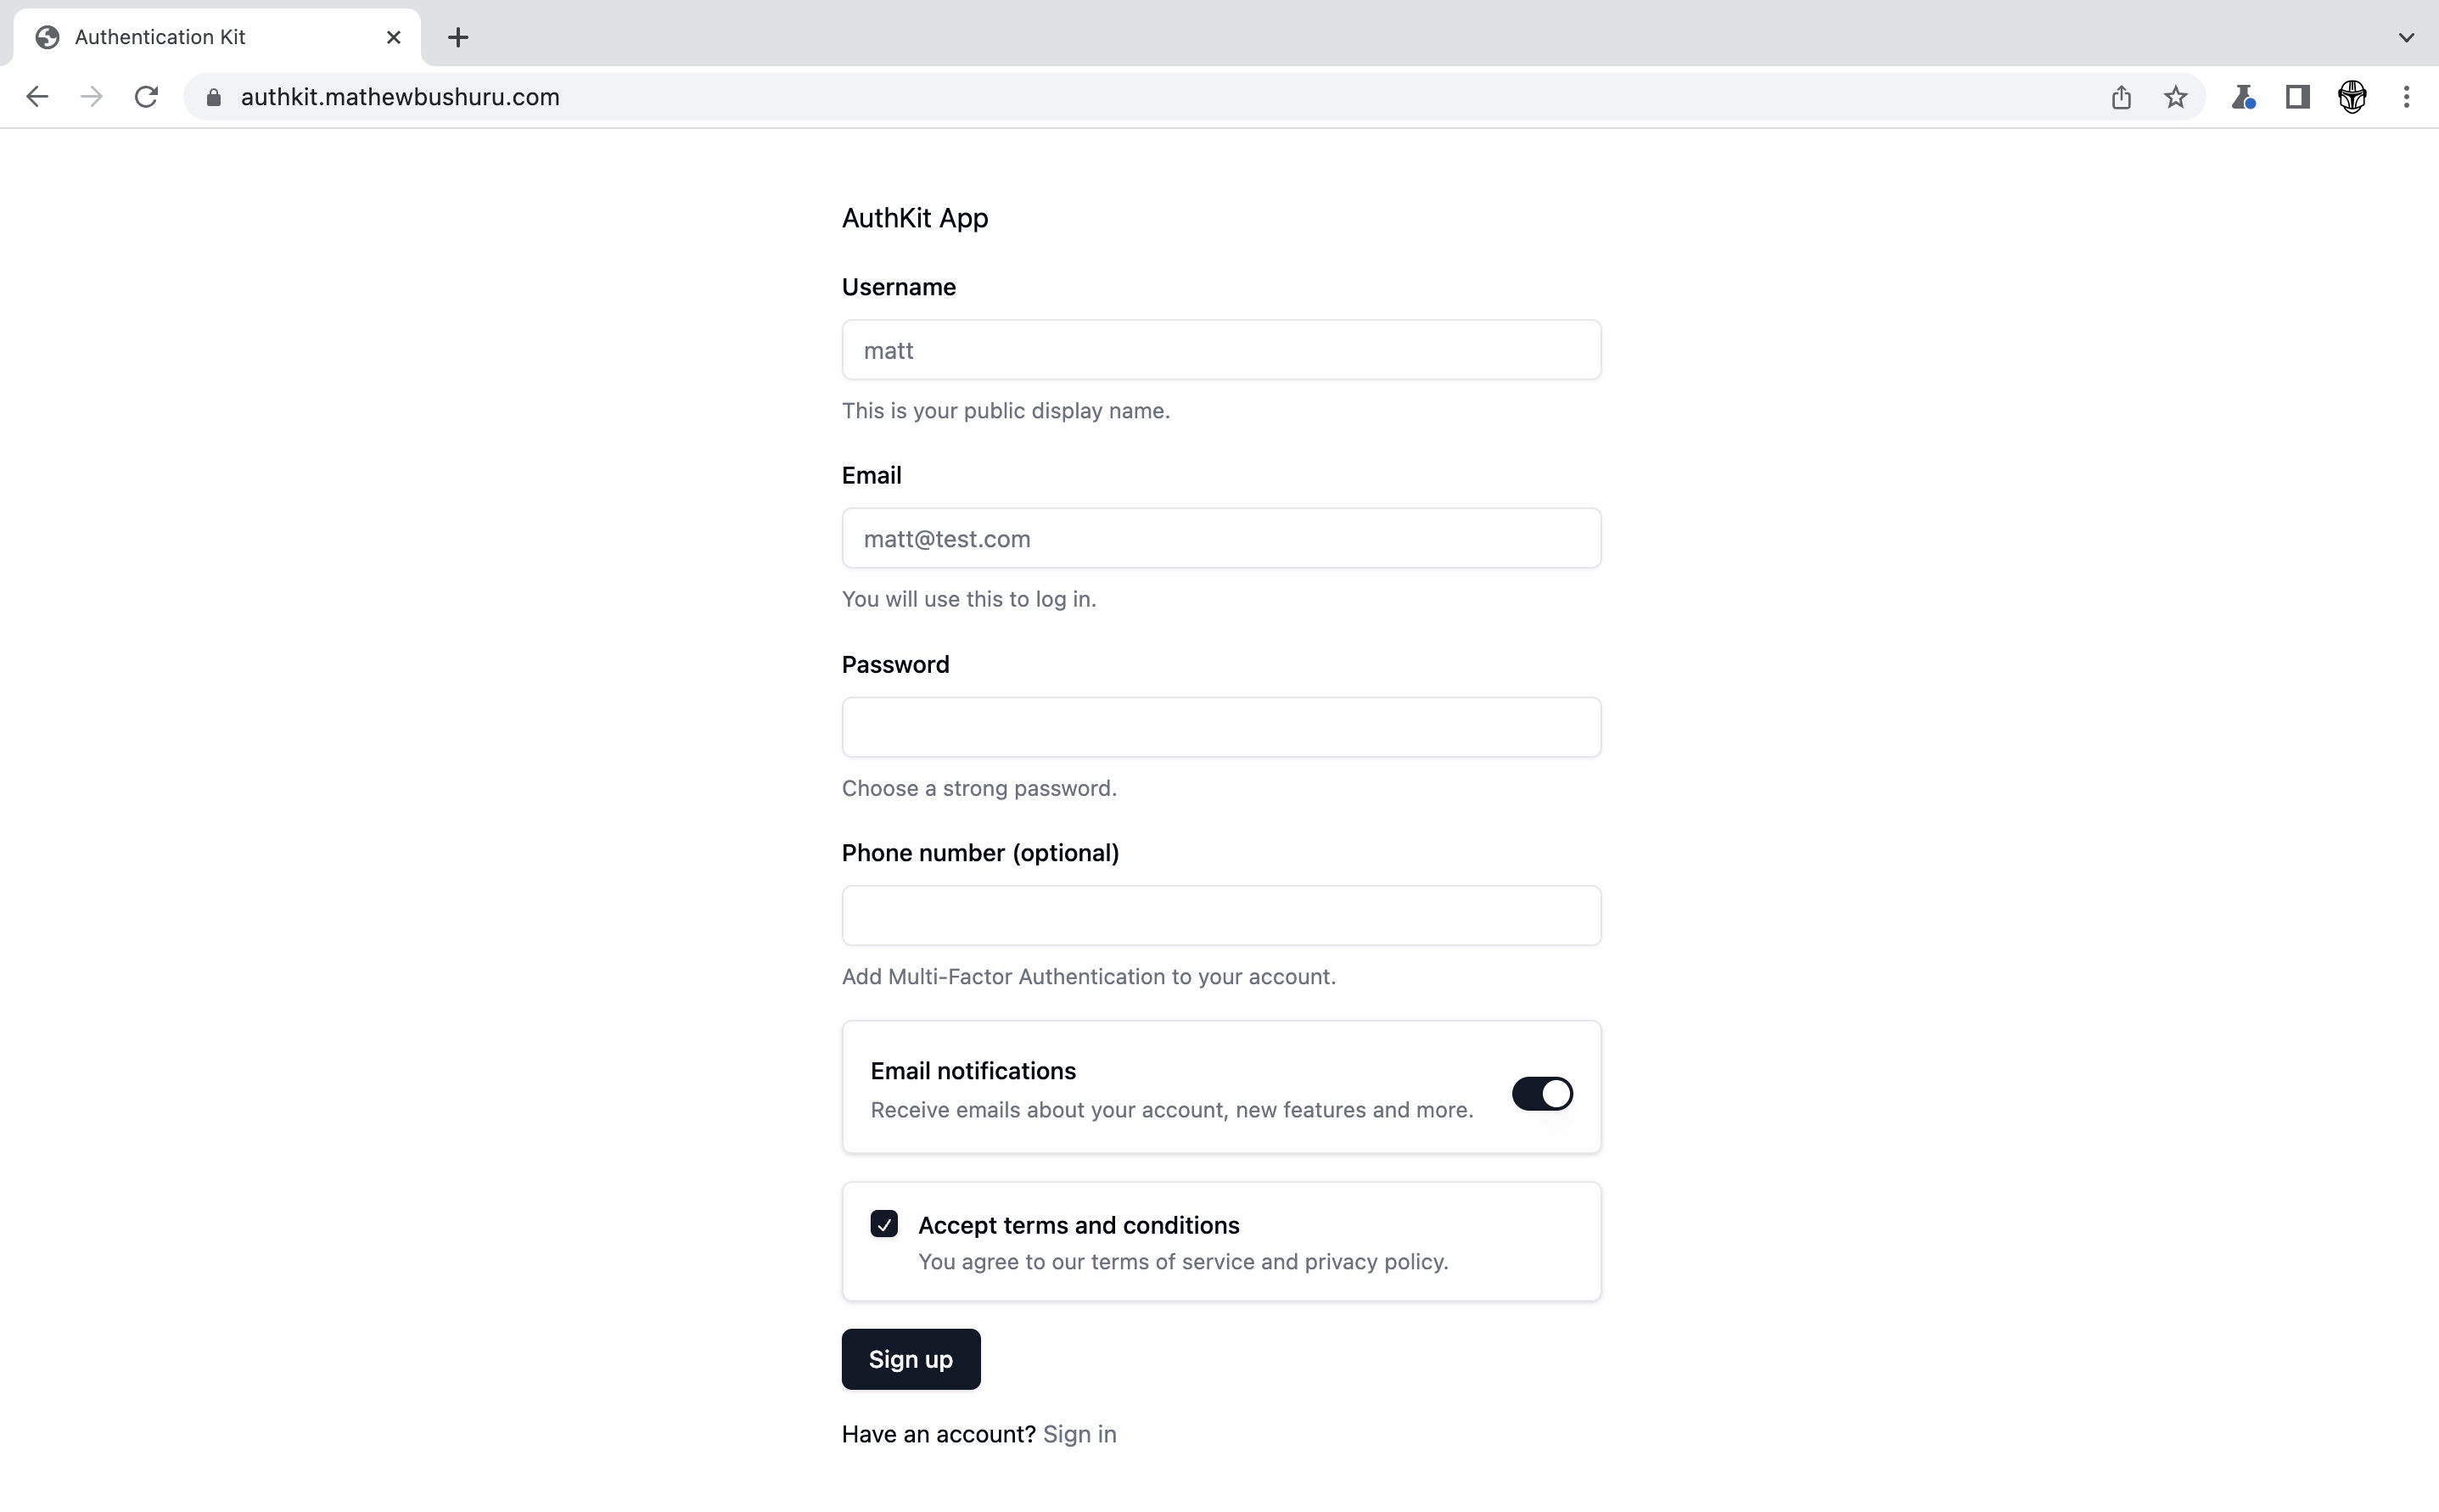 Authentication Kit
authkit.mathewbushuru.com
AuthKit App
Username
matt
This is your public display name.
Email
matt@test.com
You will use this to log in.
Password
Choose a strong password.
Phone number (optional)
Add Multi-Factor Authentication to your account.
Email notifications
Receive emails about your account, new features and more.
Accept terms and conditions
You agree to our terms of service and privacy policy.
Sign up
Have an account? Sign in